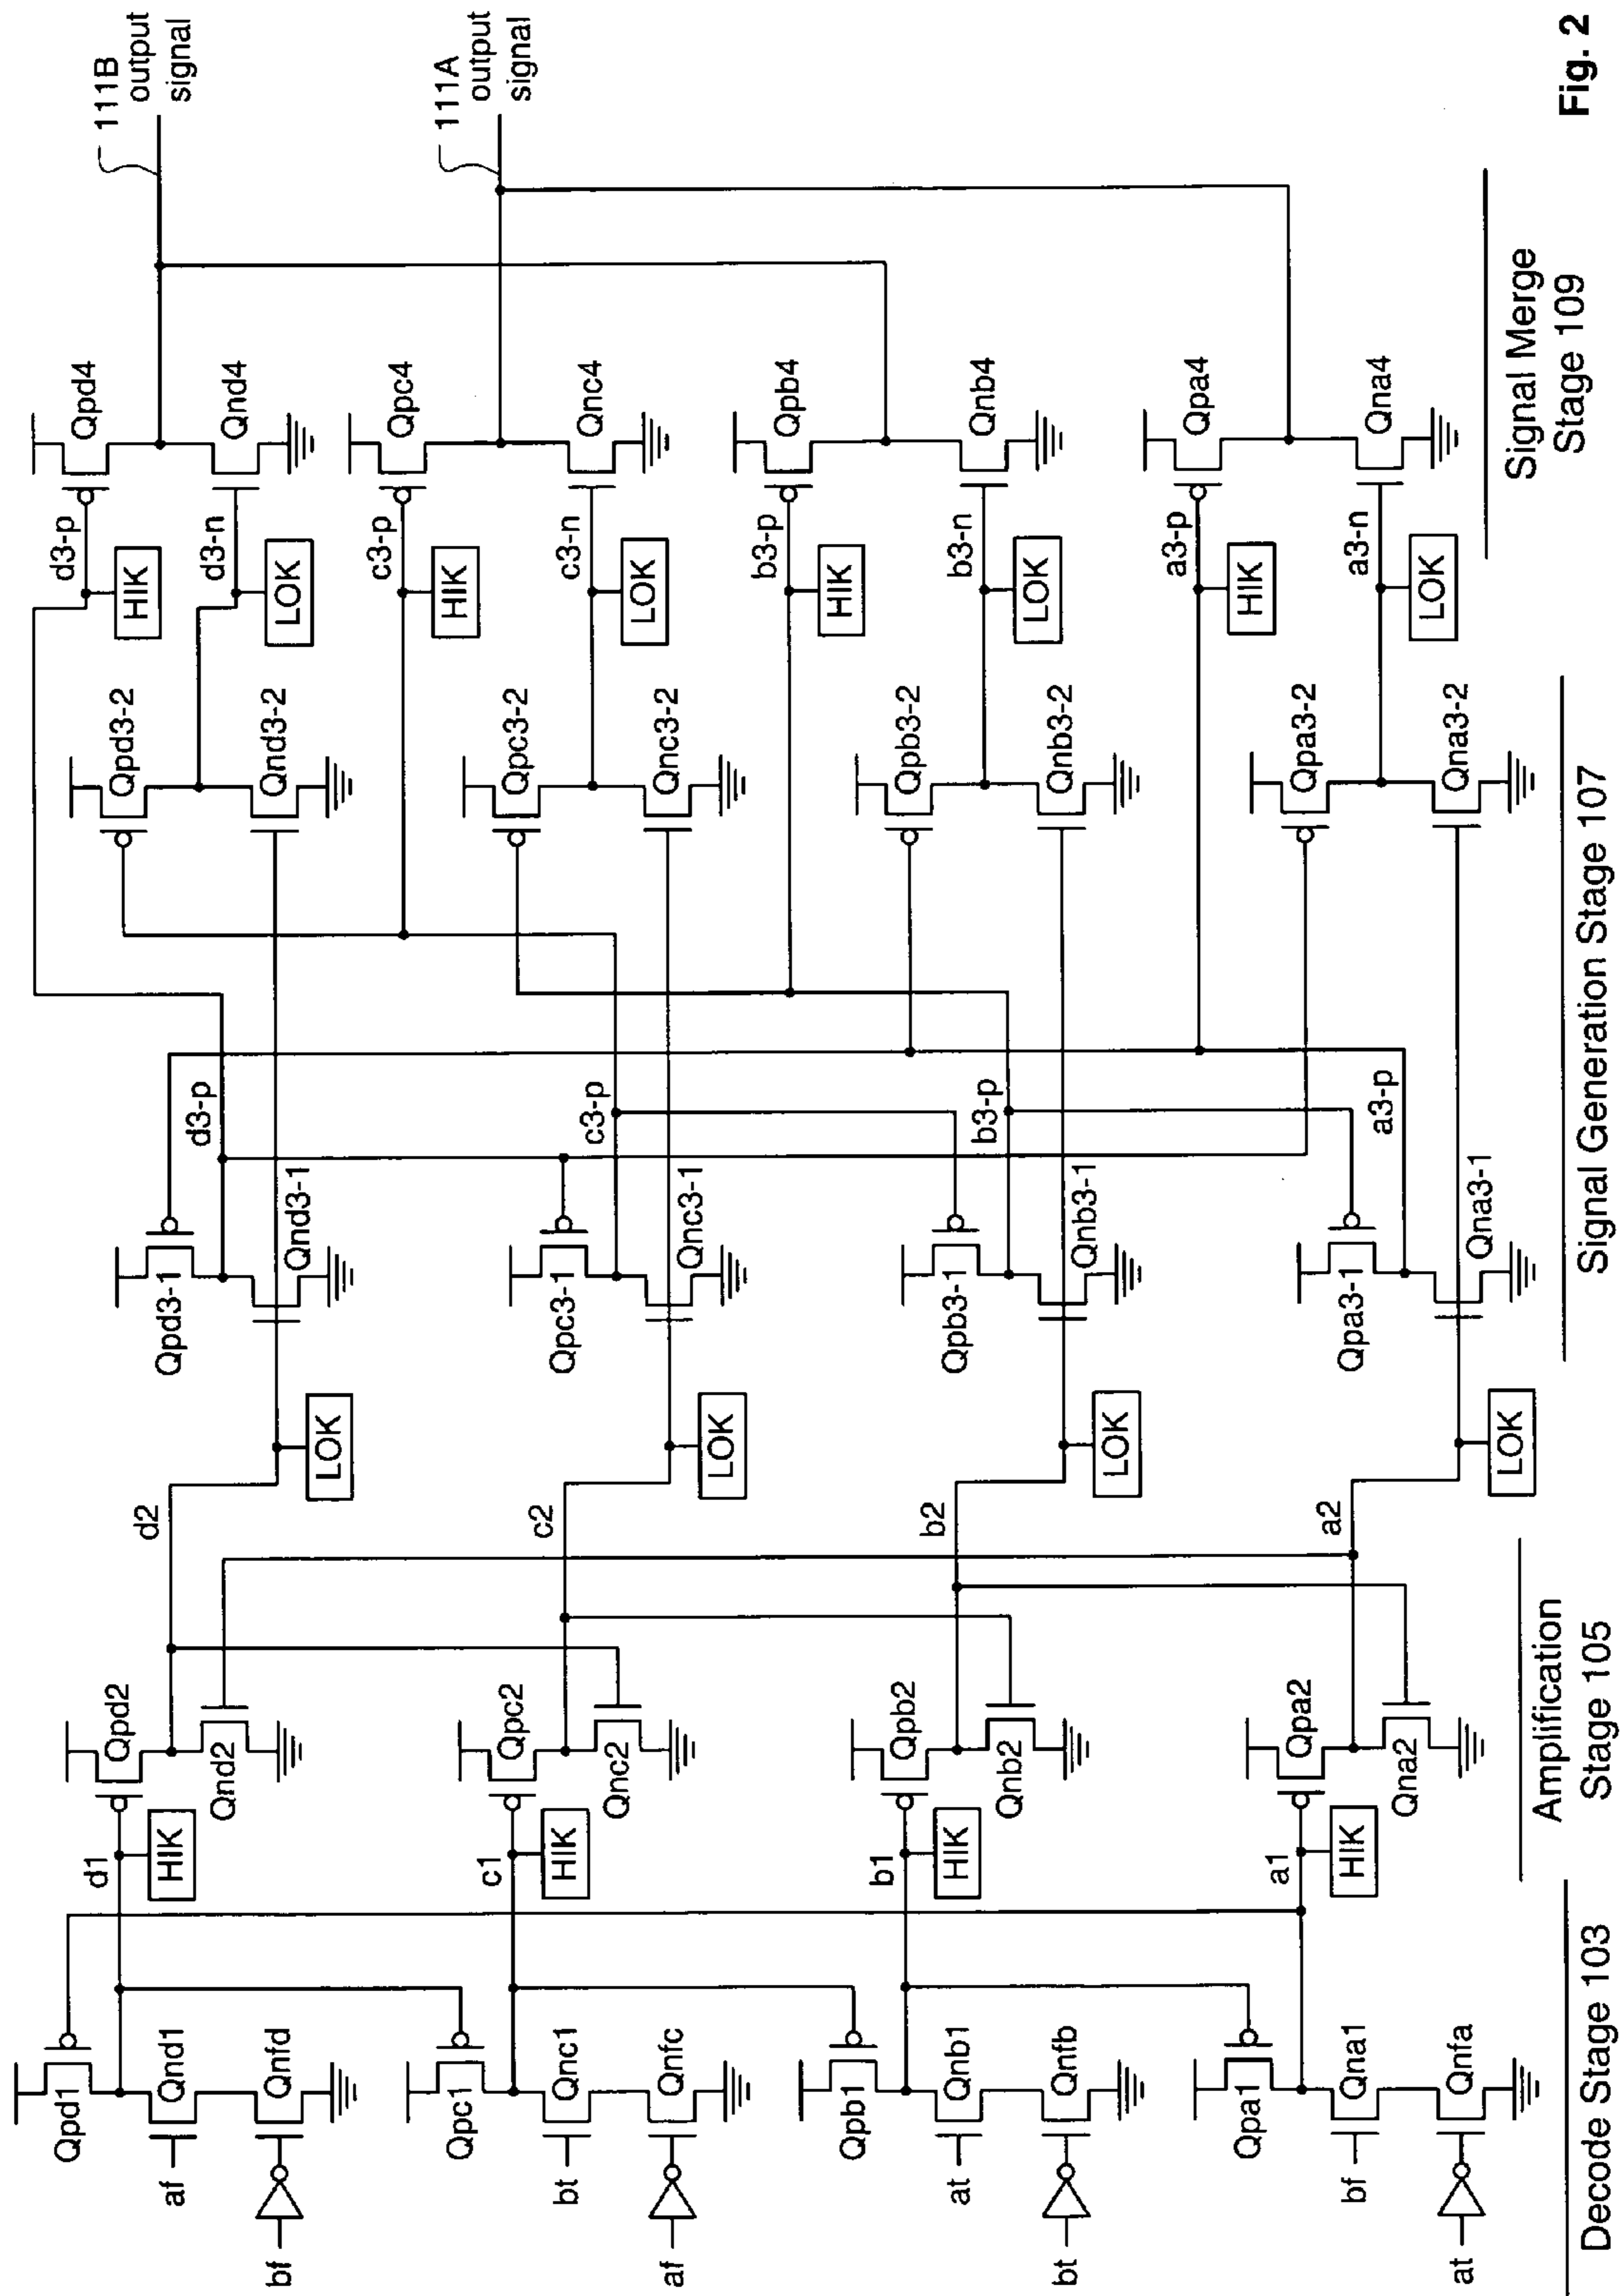 111B
output
signal
111A
output
signal
Fig. 2
d3-p
HIK
Qpd4
Qnd4
d3-n
LOK
c3-p
HIK
Qpc4
Qnc4
c3-n
LOK
b3-p
HIK
Qpb4
Qnb4
b3-n
LOK
a3-p
HIK
Qpa4
Qna4
a3-n
LOK
Signal Merge
Stage 109
Qpd3-2
Qnd3-2
Qpc3-2
Qnc3-2
Qpb3-2
Qnb3-2
Qpa3-2
Qna3-2
d3-p
c3-p
b3-p
a3-p
Qpd3-1
Qnd3-1
Qpc3-1
Qnc3-1
Qpb3-1
Qnb3-1
Qpa3-1
Qna3-1
Signal Generation Stage 107
d2
LOK
c2
LOK
b2
LOK
a2
LOK
Qpd2
Qnd2
Qpc2
Qnc2
Qpb2
Qnb2
Qpa2
Qna2
d1
HIK
c1
HIK
b1
HIK
a1
HIK
Amplification
Stage 105
Qpd1
Qnd1
Qnfd
af
bf
Qpc1
Qnc1
Qnfc
bt
af
Qpb1
Qnb1
Qnfb
at
bt
Qpa1
Qna1
Qnfa
bf
at
Decode Stage 103